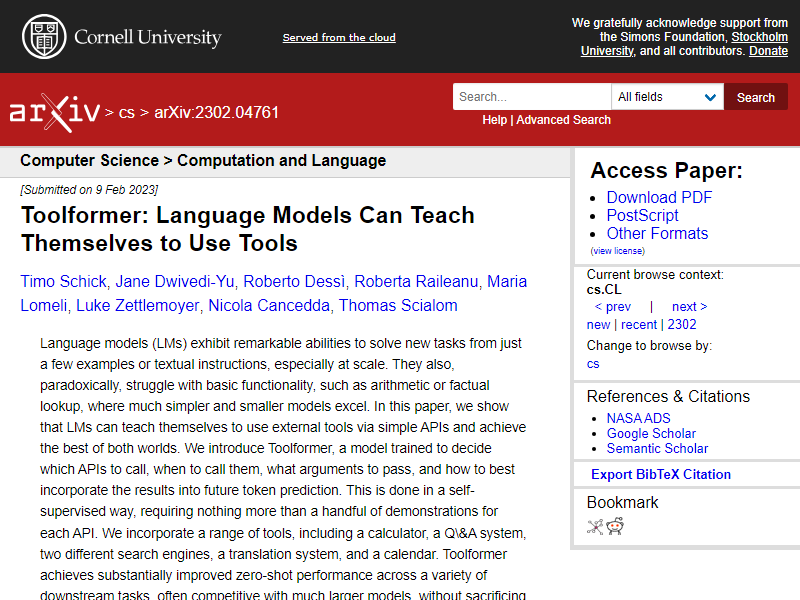 Cornell University
Served from the cloud
We gratefully acknowledge support from
the Simons Foundation, Stockholm
University, and all contributors. Donate
arXiv > cs > arXiv:2302.04761
Search...
All fields
Search
Help | Advanced Search
Computer Science > Computation and Language
[Submitted on 9 Feb 2023]
Toolformer: Language Models Can Teach
Themselves to Use Tools
Timo Schick, Jane Dwivedi-Yu, Roberto Dessì, Roberta Raileanu, Maria
Lomeli, Luke Zettlemoyer, Nicola Cancedda, Thomas Scialom
Language models (LMs) exhibit remarkable abilities to solve new tasks from just
a few examples or textual instructions, especially at scale. They also,
paradoxically, struggle with basic functionality, such as arithmetic or factual
lookup, where much simpler and smaller models excel. In this paper, we show
that LMs can teach themselves to use external tools via simple APIs and achieve
the best of both worlds. We introduce Toolformer, a model trained to decide
which APIs to call, when to call them, what arguments to pass, and how to best
incorporate the results into future token prediction. This is done in a self-
supervised way, requiring nothing more than a handful of demonstrations for
each API. We incorporate a range of tools, including a calculator, a Q\&A system,
two different search engines, a translation system, and a calendar. Toolformer
achieves substantially improved zero-shot performance across a variety of
downstream tasks, often competitive with much larger models, without sacrificing
Access Paper:
Download PDF
PostScript
Other Formats
(view license)
Current browse context:
cs.CL
< prev | next >
new | recent | 2302
Change to browse by:
cs
References & Citations
NASA ADS
Google Scholar
Semantic Scholar
Export BibTeX Citation
Bookmark